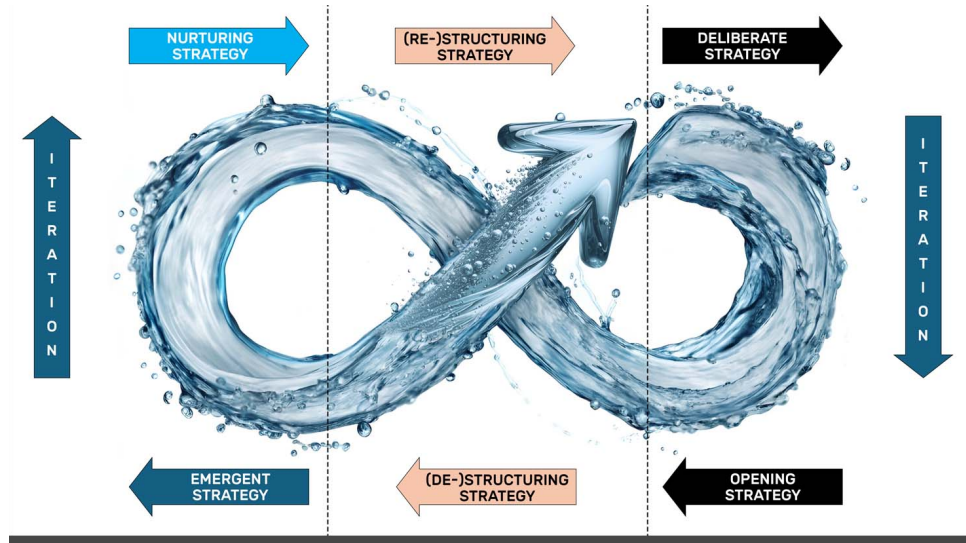 NURTURING
STRATEGY
(RE-)STRUCTURING
STRATEGY
DELIBERATE
STRATEGY
ITERATION
ITERATION
EMERGENT
STRATEGY
(DE-)STRUCTURING
STRATEGY
OPENING
STRATEGY